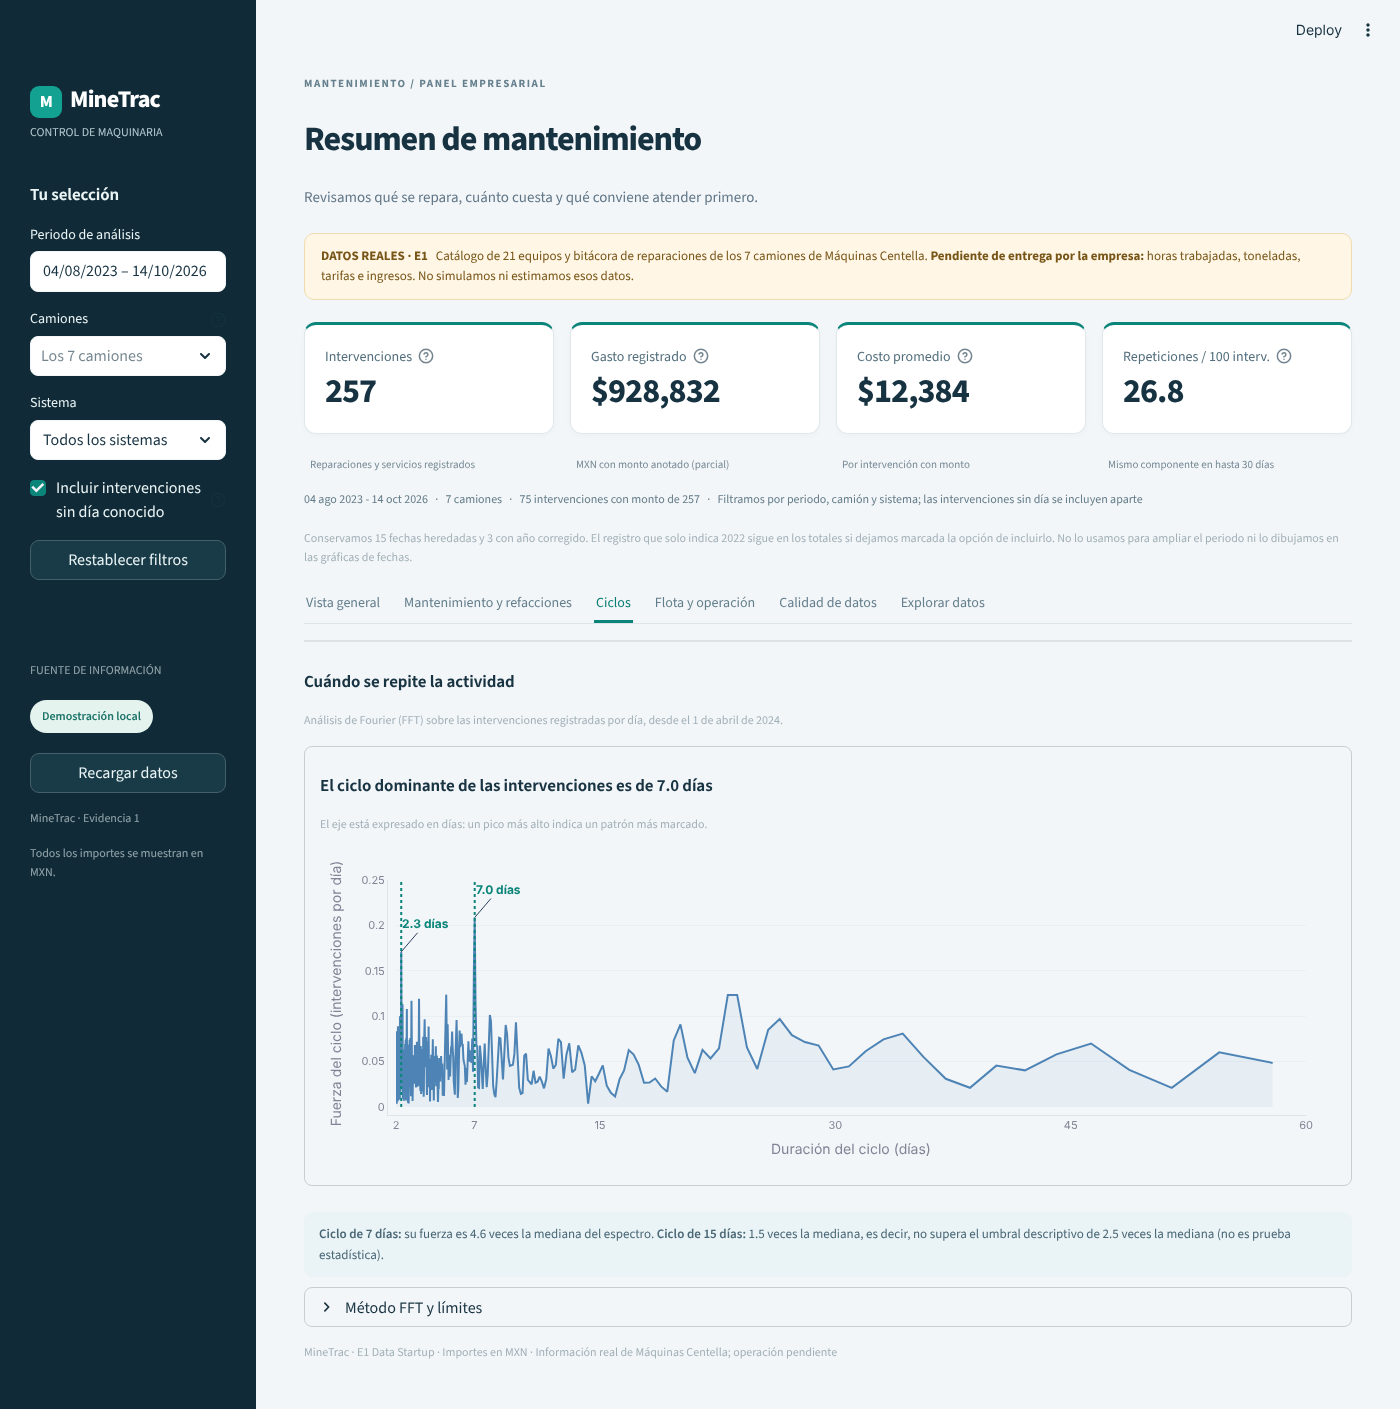 Deploy
M MineTrac
CONTROL DE MAQUINARIA
Tu selección
Periodo de análisis
04/08/2023 – 14/10/2026
Camiones
Los 7 camiones
Sistema
Todos los sistemas
Incluir intervenciones
sin día conocido
Restablecer filtros
FUENTE DE INFORMACIÓN
Demostración local
Recargar datos
MineTrac · Evidencia 1
Todos los importes se muestran en
MXN.
MANTENIMIENTO / PANEL EMPRESARIAL
Resumen de mantenimiento
Revisamos qué se repara, cuánto cuesta y qué conviene atender primero.
DATOS REALES · E1 Catálogo de 21 equipos y bitácora de reparaciones de los 7 camiones de Máquinas Centella. Pendiente de entrega por la empresa: horas trabajadas, toneladas,
tarifas e ingresos. No simulamos ni estimamos esos datos.
Intervenciones
257
Reparaciones y servicios registrados
Gasto registrado
$928,832
MXN con monto anotado (parcial)
Costo promedio
$12,384
Por intervención con monto
Repeticiones / 100 interv.
26.8
Mismo componente en hasta 30 días
04 ago 2023 - 14 oct 2026 · 7 camiones · 75 intervenciones con monto de 257 · Filtramos por periodo, camión y sistema; las intervenciones sin día se incluyen aparte
Conservamos 15 fechas heredadas y 3 con año corregido. El registro que solo indica 2022 sigue en los totales si dejamos marcada la opción de incluirlo. No lo usamos para ampliar el periodo ni lo dibujamos en
las gráficas de fechas.
Vista general Mantenimiento y refacciones Ciclos Flota y operación Calidad de datos Explorar datos
Cuándo se repite la actividad
Análisis de Fourier (FFT) sobre las intervenciones registradas por día, desde el 1 de abril de 2024.
El ciclo dominante de las intervenciones es de 7.0 días
El eje está expresado en días: un pico más alto indica un patrón más marcado.
Fuerza del ciclo (intervenciones por día)
0.25
0.2
0.15
0.1
0.05
0
2.3 días
7.0 días
2 7 15 30 45 60
Duración del ciclo (días)
Ciclo de 7 días: su fuerza es 4.6 veces la mediana del espectro. Ciclo de 15 días: 1.5 veces la mediana, es decir, no supera el umbral descriptivo de 2.5 veces la mediana (no es prueba
estadística).
Método FFT y límites
MineTrac · E1 Data Startup · Importes en MXN · Información real de Máquinas Centella; operación pendiente